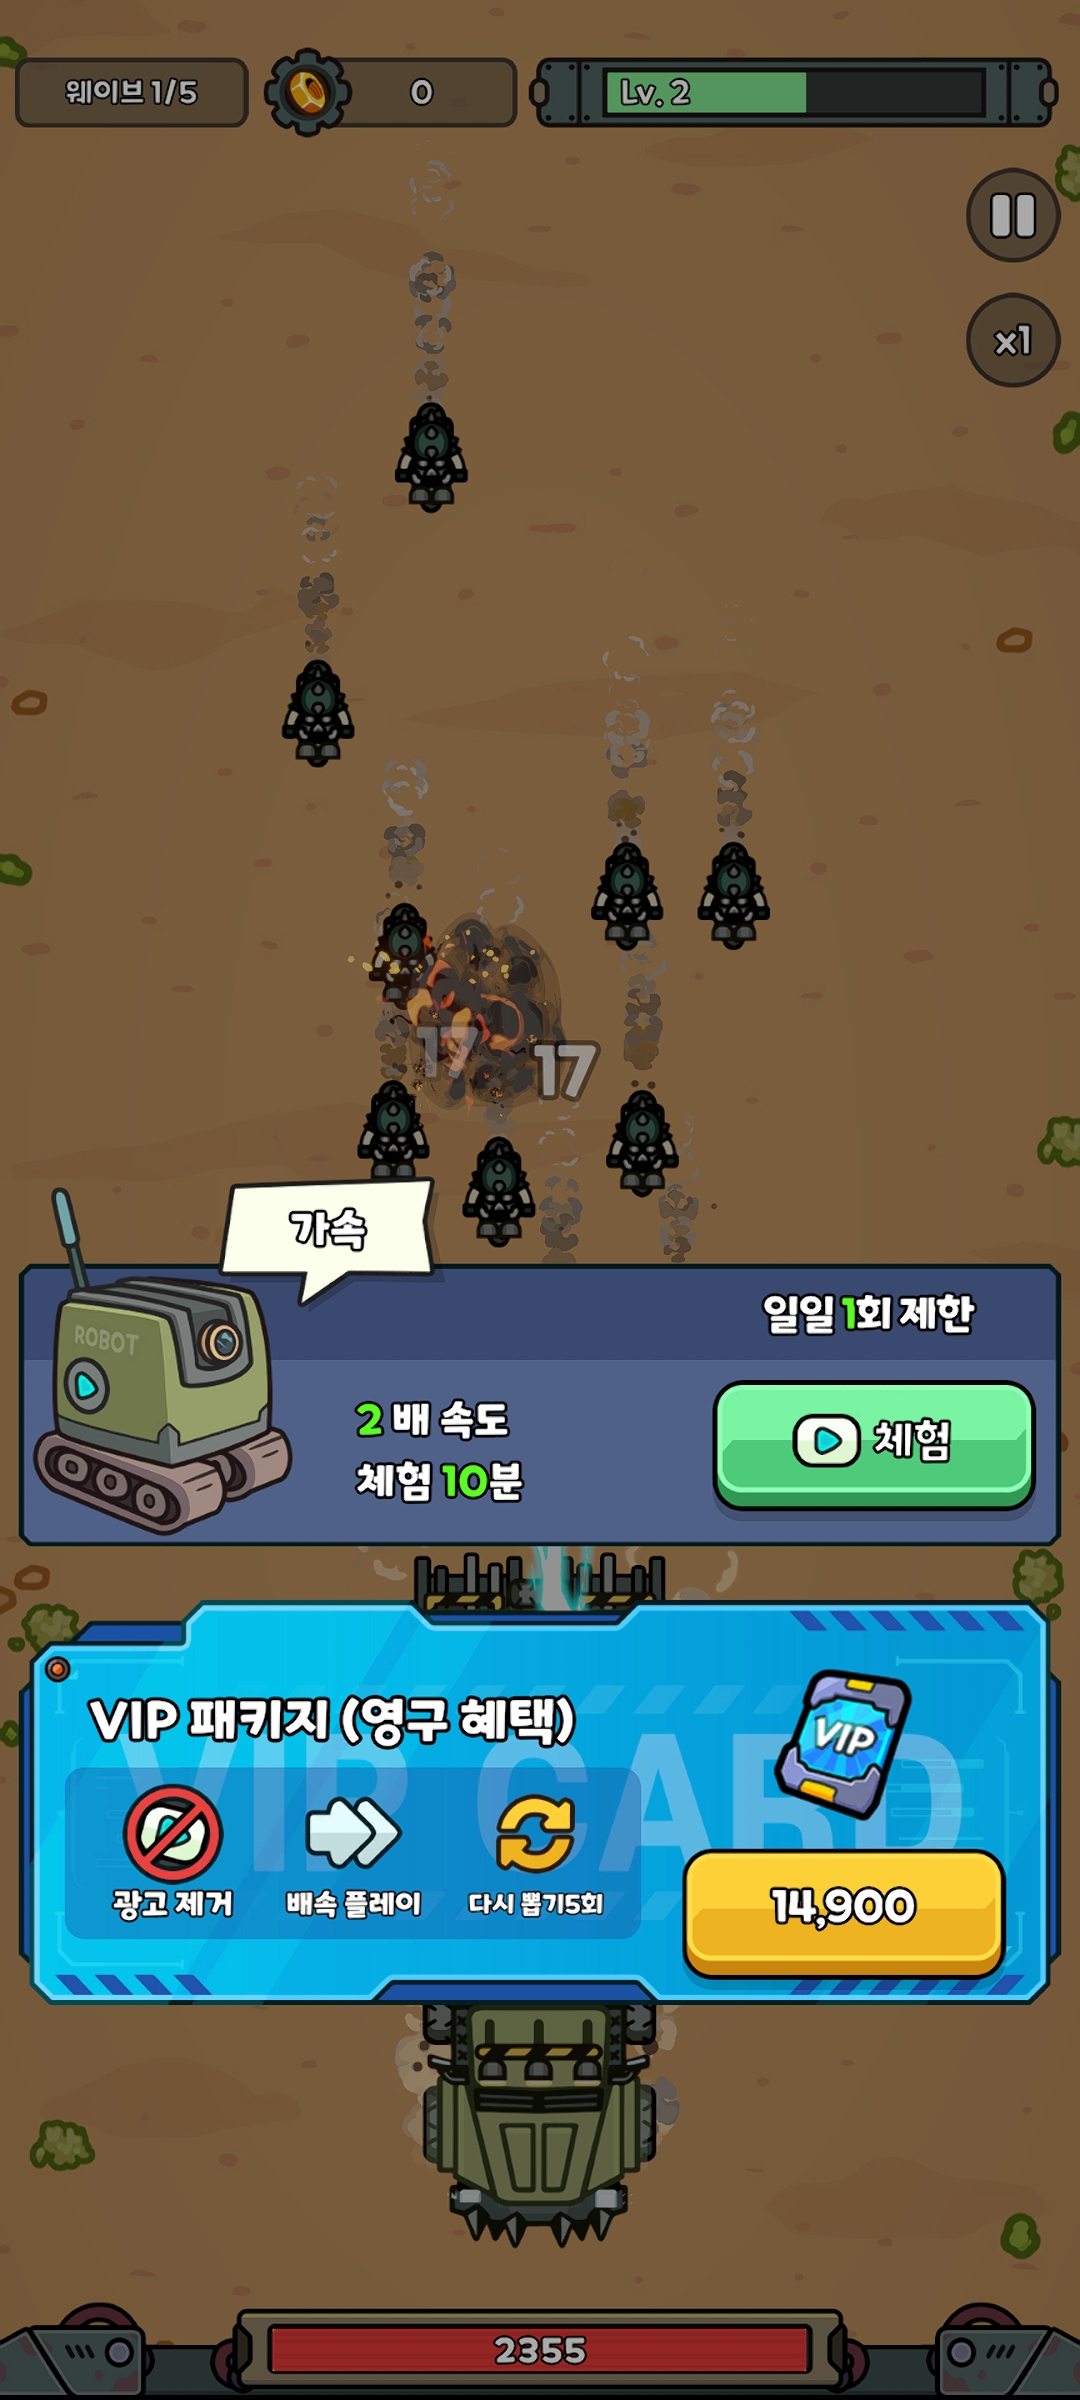 웨이브 1/5
0
Lv. 2
x1
17
17
가속
ROBOT
일일 1회 제한
2 배 속도
체험 10분
체험
VIP 패키지 (영구 혜택)
VIP
VIP CARD
광고 제거
배속 플레이
다시 뽑기5회
14,900
2355